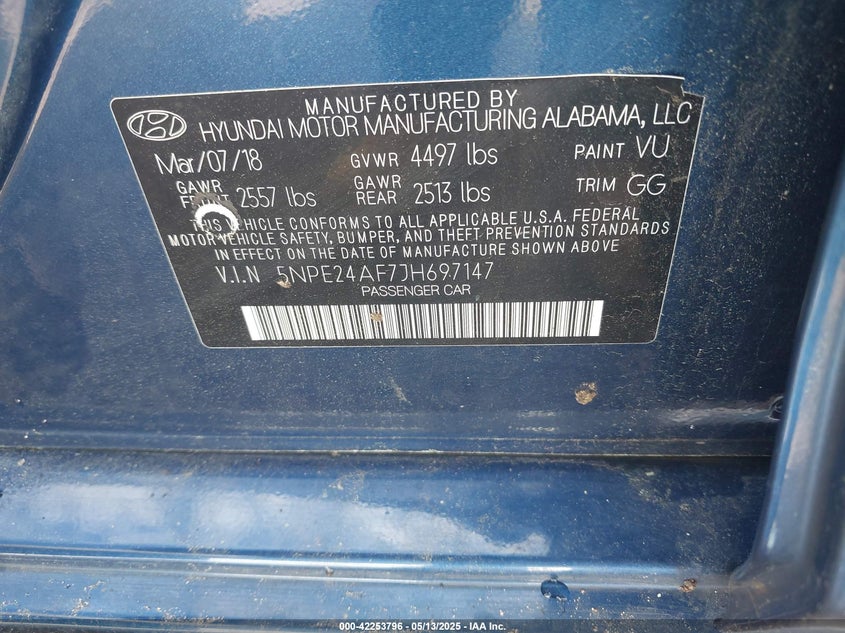 MANUFACTURED BY
HYUNDAI MOTOR MANUFACTURING ALABAMA, LLC
Mar/07/18 GVWR 4497 lbs PAINT VU
GAWR FRONT 2557 lbs GAWR REAR 2513 lbs TRIM GG
THIS VEHICLE CONFORMS TO ALL APPLICABLE U.S.A. FEDERAL
MOTOR VEHICLE SAFETY, BUMPER, AND THEFT PREVENTION STANDARDS
IN EFFECT ON THE DATE OF MANUFACTURE SHOWN ABOVE
V.I.N 5NPE24AF7JH697147
PASSENGER CAR
000-42253796 — 05/13/2025 — IAA Inc.